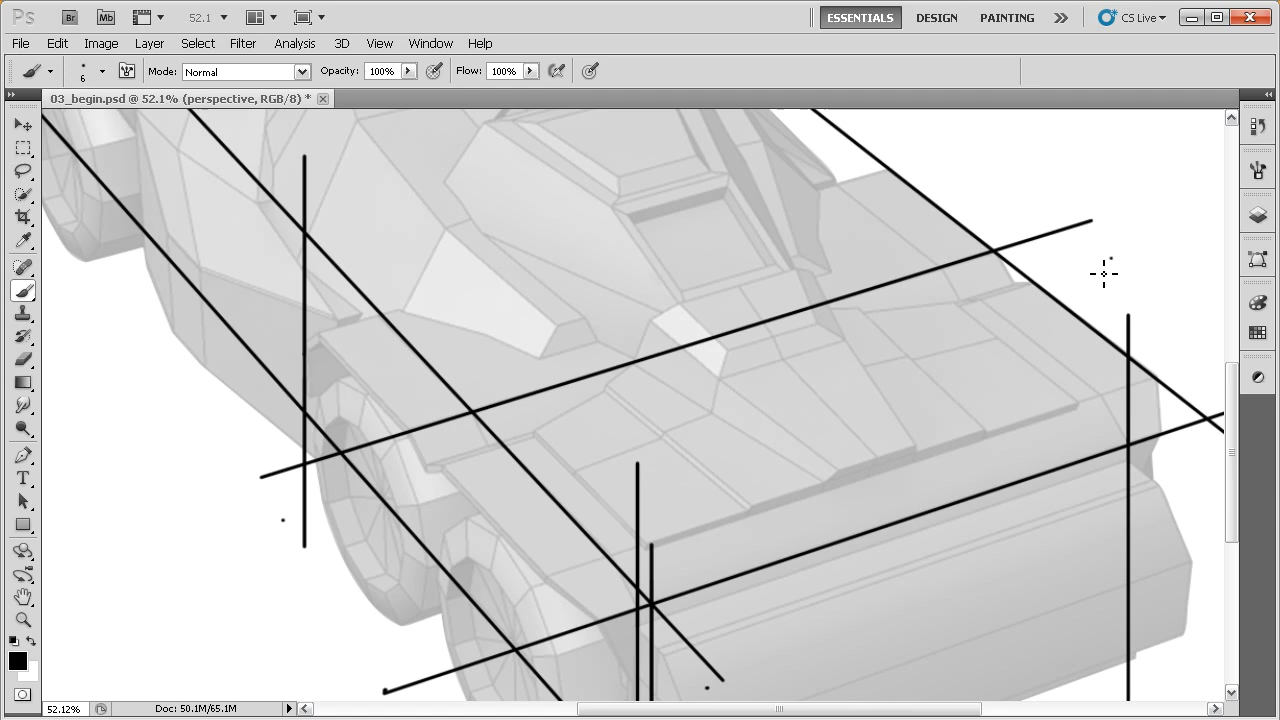 Ps Br Mb 52.1 ESSENTIALS DESIGN PAINTING CS Live
File Edit Image Layer Select Filter Analysis 3D View Window Help
6 Mode: Normal Opacity: 100% Flow: 100%
03_begin.psd @ 52.1% (perspective, RGB/8) *
T
52.12% Doc: 50.1M/65.1M